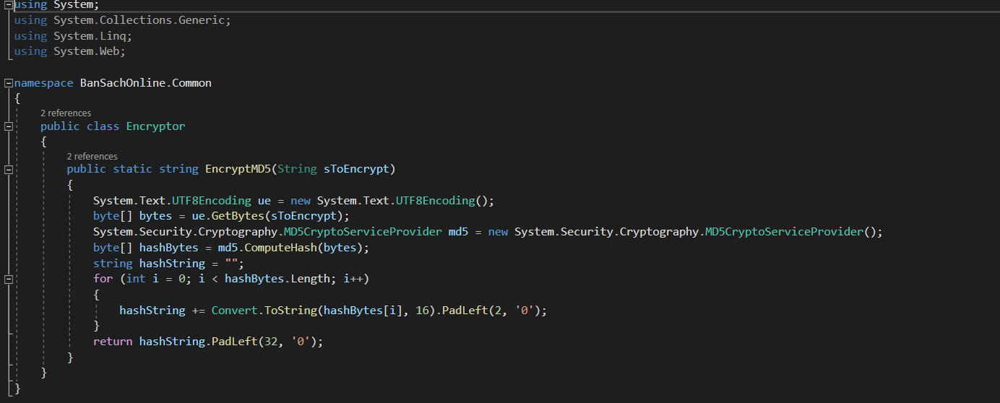 using System;
using System.Collections.Generic;
using System.Linq;
using System.Web;
namespace BanSachOnline.Common
{
2 references
public class Encryptor
{
2 references
public static string EncryptMD5(String sToEncrypt)
{
System.Text.UTF8Encoding ue = new System.Text.UTF8Encoding();
byte[] bytes = ue.GetBytes(sToEncrypt);
System.Security.Cryptography.MD5CryptoServiceProvider md5 = new System.Security.Cryptography.MD5CryptoServiceProvider();
byte[] hashBytes = md5.ComputeHash(bytes);
string hashString = "";
for (int i = 0; i < hashBytes.Length; i++)
{
hashString += Convert.ToString(hashBytes[i], 16).PadLeft(2, '0');
}
return hashString.PadLeft(32, '0');
}
}
}